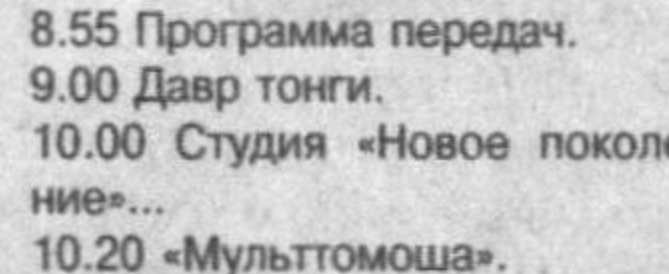 8.55 Программа передач.
9.00 Давр тонги.
10.00 Студия «Новое поколе
ние»...
10.20 «Мульттомоша».